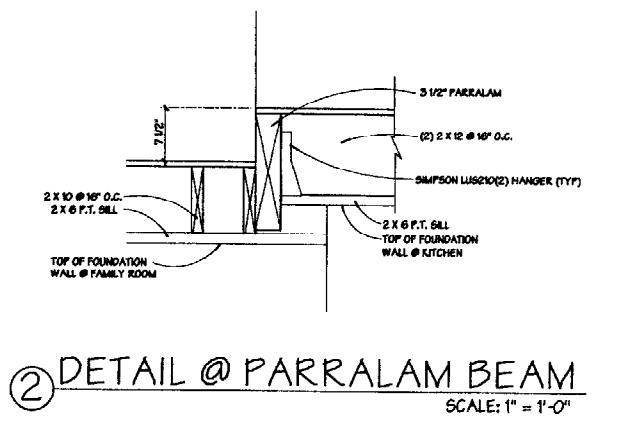 3 1/2" PARRALAM
7 1/2"
(2) 2 X 12 @ 16" O.C.
SIMPSON LUS210(2) HANGER (TYP)
2 X 10 @ 16" O.C.
2 X 6 P.T. SILL
2 X 6 P.T. SILL
TOP OF FOUNDATION
WALL @ KITCHEN
TOP OF FOUNDATION
WALL @ FAMILY ROOM
2 DETAIL @ PARRALAM BEAM
SCALE: 1" = 1'-0"